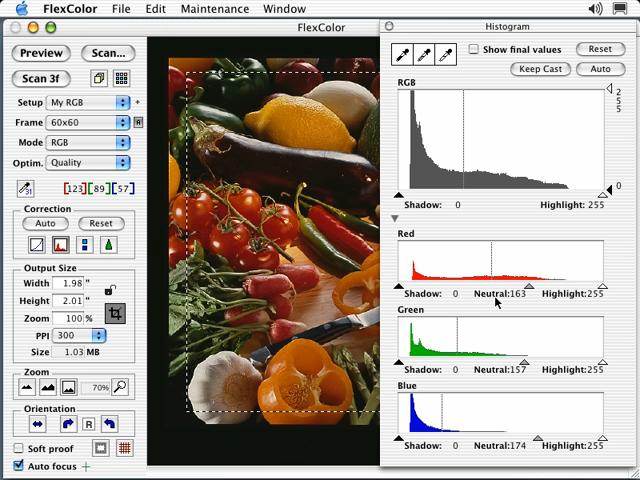 FlexColor File Edit Maintenance Window
FlexColor
Histogram
Preview Scan...
Scan 3f
Setup My RGB
Frame 60x60
Mode RGB
Optim. Quality
[123] [89] [57]
Correction
Auto Reset
Output Size
Width 1.98 "
Height 2.01 "
Zoom 100 %
PPI 300
Size 1.03 MB
Zoom
70%
Orientation
R
Soft proof
Auto focus
Show final values Reset
Keep Cast Auto
RGB
255
0
Shadow: 0 Highlight: 255
Red
Shadow: 0 Neutral:163 Highlight:255
Green
Shadow: 0 Neutral:157 Highlight:255
Blue
Shadow: 0 Neutral:174 Highlight:255